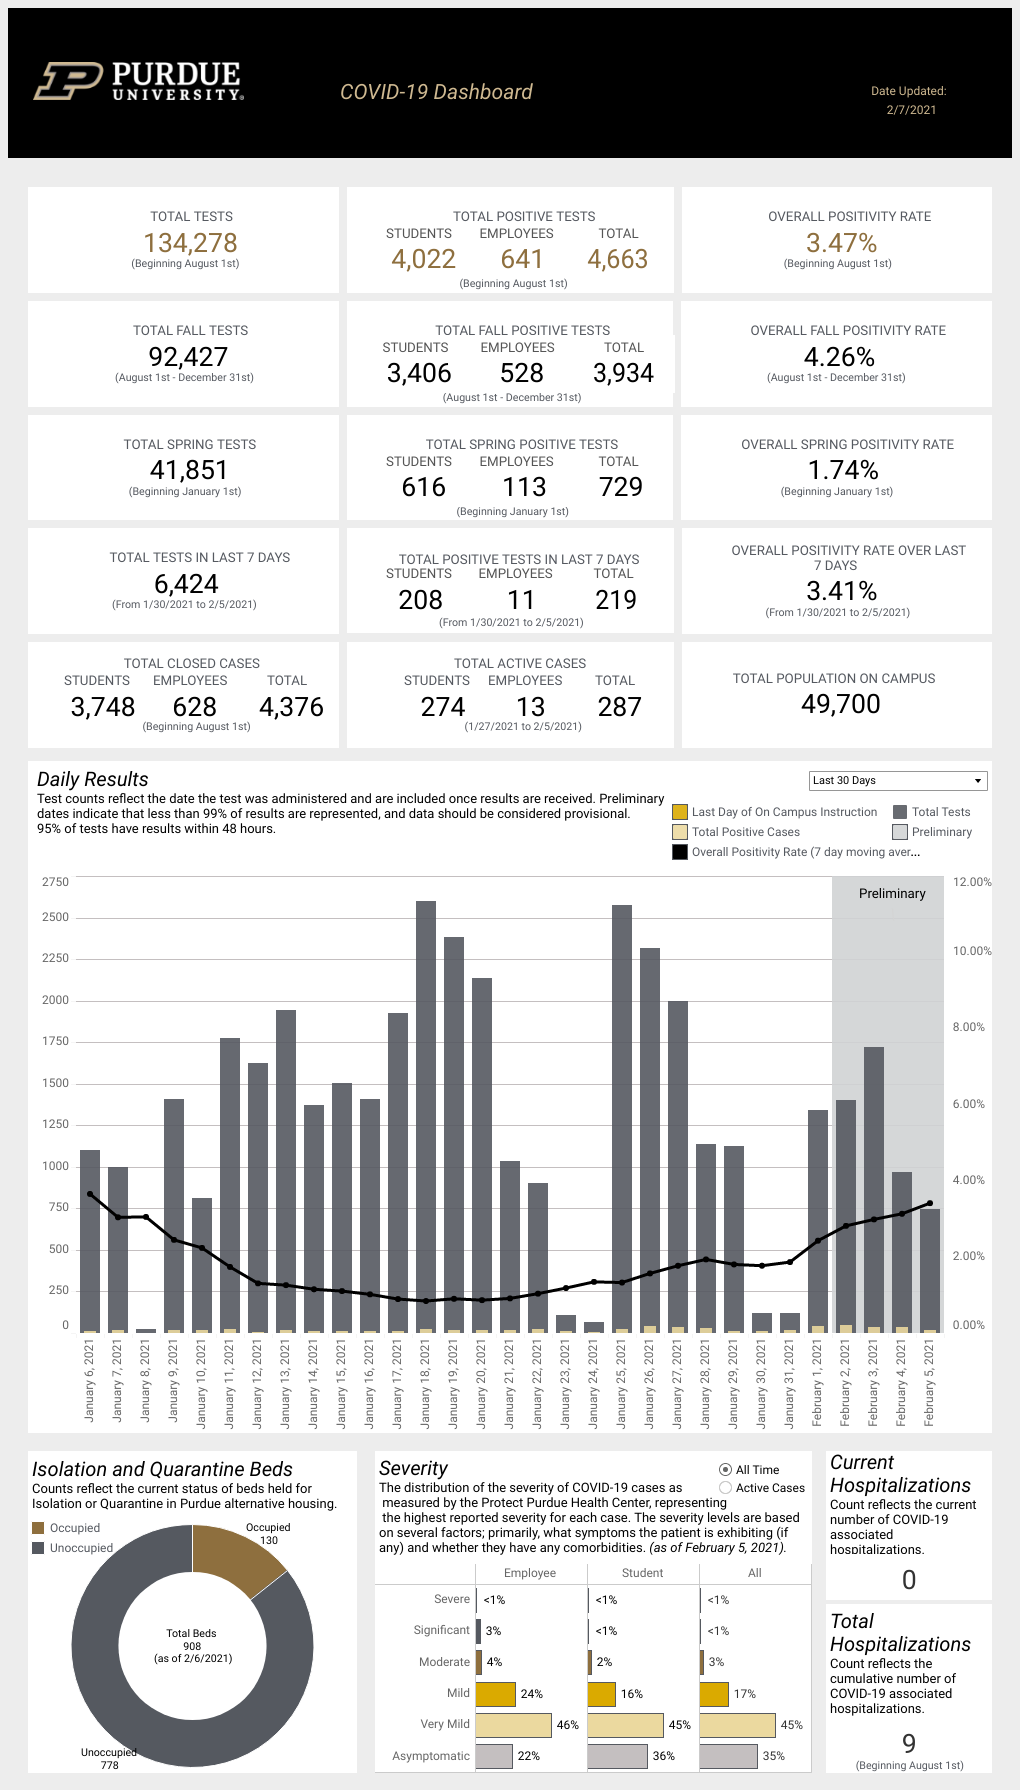 PURDUE
UNIVERSITY®
COVID-19 Dashboard
Date Updated:
2/7/2021
TOTAL TESTS
134,278
(Beginning August 1st)
TOTAL POSITIVE TESTS
STUDENTS EMPLOYEES TOTAL
4,022 641 4,663
(Beginning August 1st)
OVERALL POSITIVITY RATE
3.47%
(Beginning August 1st)
TOTAL FALL TESTS
92,427
(August 1st - December 31st)
TOTAL FALL POSITIVE TESTS
STUDENTS EMPLOYEES TOTAL
3,406 528 3,934
(August 1st - December 31st)
OVERALL FALL POSITIVITY RATE
4.26%
(August 1st - December 31st)
TOTAL SPRING TESTS
41,851
(Beginning January 1st)
TOTAL SPRING POSITIVE TESTS
STUDENTS EMPLOYEES TOTAL
616 113 729
(Beginning January 1st)
OVERALL SPRING POSITIVITY RATE
1.74%
(Beginning January 1st)
TOTAL TESTS IN LAST 7 DAYS
6,424
(From 1/30/2021 to 2/5/2021)
TOTAL POSITIVE TESTS IN LAST 7 DAYS
STUDENTS EMPLOYEES TOTAL
208 11 219
(From 1/30/2021 to 2/5/2021)
OVERALL POSITIVITY RATE OVER LAST
7 DAYS
3.41%
(From 1/30/2021 to 2/5/2021)
TOTAL CLOSED CASES
STUDENTS EMPLOYEES TOTAL
3,748 628 4,376
(Beginning August 1st)
TOTAL ACTIVE CASES
STUDENTS EMPLOYEES TOTAL
274 13 287
(1/27/2021 to 2/5/2021)
TOTAL POPULATION ON CAMPUS
49,700
Daily Results
Test counts reflect the date the test was administered and are included once results are received. Preliminary
dates indicate that less than 99% of results are represented, and data should be considered provisional.
95% of tests have results within 48 hours.
Last 30 Days
Last Day of On Campus Instruction
Total Tests
Total Positive Cases
Preliminary
Overall Positivity Rate (7 day moving aver...
Preliminary
2750
2500
2250
2000
1750
1500
1250
1000
750
500
250
0
12.00%
10.00%
8.00%
6.00%
4.00%
2.00%
0.00%
January 6, 2021
January 7, 2021
January 8, 2021
January 9, 2021
January 10, 2021
January 11, 2021
January 12, 2021
January 13, 2021
January 14, 2021
January 15, 2021
January 16, 2021
January 17, 2021
January 18, 2021
January 19, 2021
January 20, 2021
January 21, 2021
January 22, 2021
January 23, 2021
January 24, 2021
January 25, 2021
January 26, 2021
January 27, 2021
January 28, 2021
January 29, 2021
January 30, 2021
January 31, 2021
February 1, 2021
February 2, 2021
February 3, 2021
February 4, 2021
February 5, 2021
Isolation and Quarantine Beds
Counts reflect the current status of beds held for
Isolation or Quarantine in Purdue alternative housing.
Occupied
Unoccupied
Occupied
130
Total Beds
908
(as of 2/6/2021)
Unoccupied
778
Severity
All Time
Active Cases
The distribution of the severity of COVID-19 cases as
measured by the Protect Purdue Health Center, representing
the highest reported severity for each case. The severity levels are based
on several factors; primarily, what symptoms the patient is exhibiting (if
any) and whether they have any comorbidities. (as of February 5, 2021).
Employee Student All
Severe <1% <1% <1%
Significant 3% <1% <1%
Moderate 4% 2% 3%
Mild 24% 16% 17%
Very Mild 46% 45% 45%
Asymptomatic 22% 36% 35%
Current
Hospitalizations
Count reflects the current
number of COVID-19
associated
hospitalizations.
0
Total
Hospitalizations
Count reflects the
cumulative number of
COVID-19 associated
hospitalizations.
9
(Beginning August 1st)